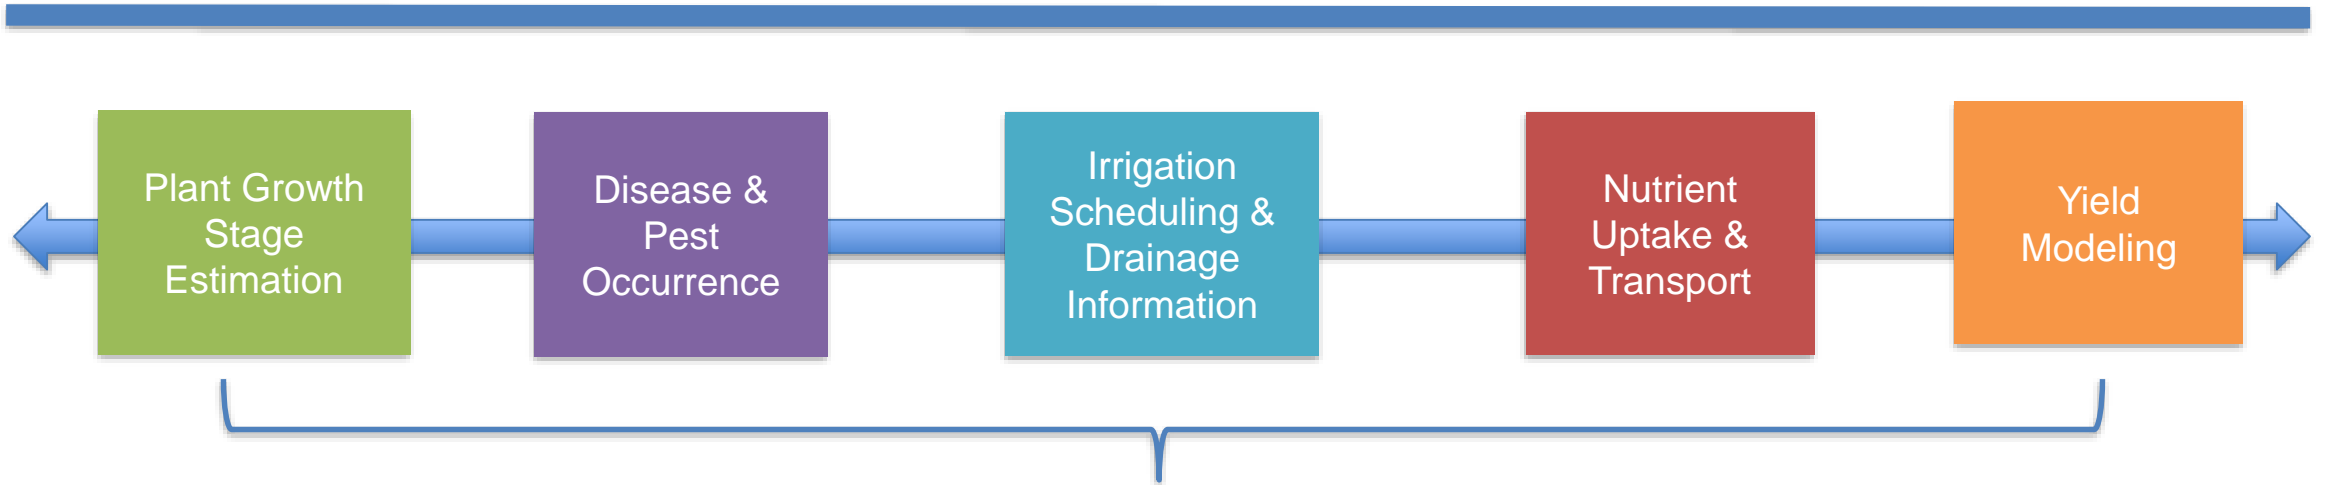 Plant Growth
Stage
Estimation
Disease &
Pest
Occurrence
Irrigation
Scheduling &
Drainage
Information
Nutrient
Uptake &
Transport
Yield
Modeling